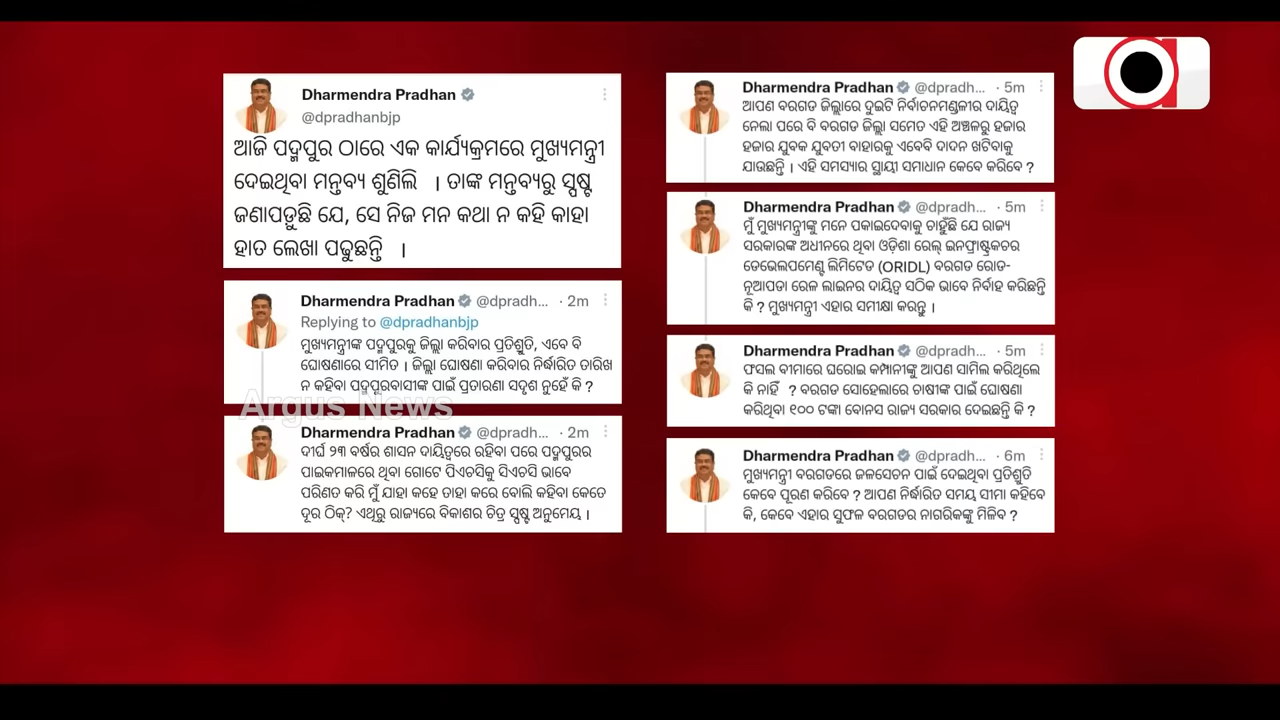 Dharmendra Pradhan
@dpradhanbjp
ଆଜି ପଦ୍ମପୁର ଠାରେ ଏକ କାର୍ଯ୍ୟକ୍ରମରେ ମୁଖ୍ୟମନ୍ତ୍ରୀ
ଦେଇଥିବା ମନ୍ତବ୍ୟ ଶୁଣିଲି । ତାଙ୍କ ମନ୍ତବ୍ୟରୁ ସ୍ପଷ୍ଟ
ଜଣାପଡୁଛି ଯେ, ସେ ନିଜ ମନ କଥା ନ କହି କାହା
ହାତ ଲେଖା ପଢୁଛନ୍ତି ।
Dharmendra Pradhan @dpradh... · 2m
Replying to @dpradhanbjp
ମୁଖ୍ୟମନ୍ତ୍ରୀଙ୍କ ପଦ୍ମପୁରକୁ ଜିଲ୍ଲା କରିବାର ପ୍ରତିଶ୍ରୁତି, ଏବେ ବି
ଘୋଷଣାରେ ସୀମିତ । ଜିଲ୍ଲା ଘୋଷଣା କରିବାର ନିର୍ଦ୍ଧାରିତ ତାରିଖ
ନ କହିବା ପଦ୍ମପୁରବାସୀଙ୍କ ପାଇଁ ପ୍ରତାରଣା ସଦୃଶ ନୁହେଁ କି ?
Argus News
Dharmendra Pradhan @dpradh... · 2m
ଦୀର୍ଘ ୨୩ ବର୍ଷର ଶାସନ ଦାୟିତ୍ୱରେ ରହିବା ପରେ ପଦ୍ମପୁରର
ପାଇକମାଳରେ ଥିବା ଗୋଟେ ପିଏଚସିକୁ ସିଏଚସି ଭାବେ
ପରିଣତ କରି ମୁଁ ଯାହା କହେ ତାହା କରେ ବୋଲି କହିବା କେତେ
ଦୂର ଠିକ୍? ଏଥିରୁ ରାଜ୍ୟରେ ବିକାଶର ଚିତ୍ର ସ୍ପଷ୍ଟ ଅନୁମେୟ ।
Dharmendra Pradhan @dpradh... · 5m
ଆପଣ ବରଗଡ ଜିଲ୍ଲାରେ ଦୁଇଟି ନିର୍ବାଚନମଣ୍ଡଳୀର ଦାୟିତ୍ୱ
ନେଲା ପରେ ବି ବରଗଡ ଜିଲ୍ଲା ସମେତ ଏହି ଅଞ୍ଚଳରୁ ହଜାର
ହଜାର ଯୁବକ ଯୁବତୀ ବାହାରକୁ ଏବେବି ଦାଦନ ଖଟିବାକୁ
ଯାଉଛନ୍ତି । ଏହି ସମସ୍ୟାର ସ୍ଥାୟୀ ସମାଧାନ କେବେ କରିବେ ?
Dharmendra Pradhan @dpradh... · 5m
ମୁଁ ମୁଖ୍ୟମନ୍ତ୍ରୀଙ୍କୁ ମନେ ପକାଇଦେବାକୁ ଚାହୁଁଛି ଯେ ରାଜ୍ୟ
ସରକାରଙ୍କ ଅଧୀନରେ ଥିବା ଓଡ଼ିଶା ରେଲ୍ ଇନଫ୍ରାଷ୍ଟ୍ରକଚର
ଡେଭେଲପମେଣ୍ଟ ଲିମିଟେଡ (ORIDL) ବରଗଡ ରୋଡ-
ନୂଆପଡା ରେଳ ଲାଇନର ଦାୟିତ୍ୱ ସଠିକ ଭାବେ ନିର୍ବାହ କରିଛନ୍ତି
କି ? ମୁଖ୍ୟମନ୍ତ୍ରୀ ଏହାର ସମୀକ୍ଷା କରନ୍ତୁ ।
Dharmendra Pradhan @dpradh... · 5m
ଫସଲ ବୀମାରେ ଘରୋଇ କମ୍ପାନୀଙ୍କୁ ଆପଣ ସାମିଲ କରିଥିଲେ
କି ନାହିଁ ? ବରଗଡ ସୋହେଲାରେ ଚାଷୀଙ୍କ ପାଇଁ ଘୋଷଣା
କରିଥିବା ୧୦୦ ଟଙ୍କା ବୋନସ ରାଜ୍ୟ ସରକାର ଦେଇଛନ୍ତି କି ?
Dharmendra Pradhan @dpradh... · 6m
ମୁଖ୍ୟମନ୍ତ୍ରୀ ବରଗଡରେ ଜଳସେଚନ ପାଇଁ ଦେଇଥିବା ପ୍ରତିଶ୍ରୁତି
କେବେ ପୂରଣ କରିବେ ? ଆପଣ ନିର୍ଦ୍ଧାରିତ ସମୟ ସୀମା କହିବେ
କି, କେବେ ଏହାର ସୁଫଳ ବରଗଡର ନାଗରିକଙ୍କୁ ମିଳିବ ?